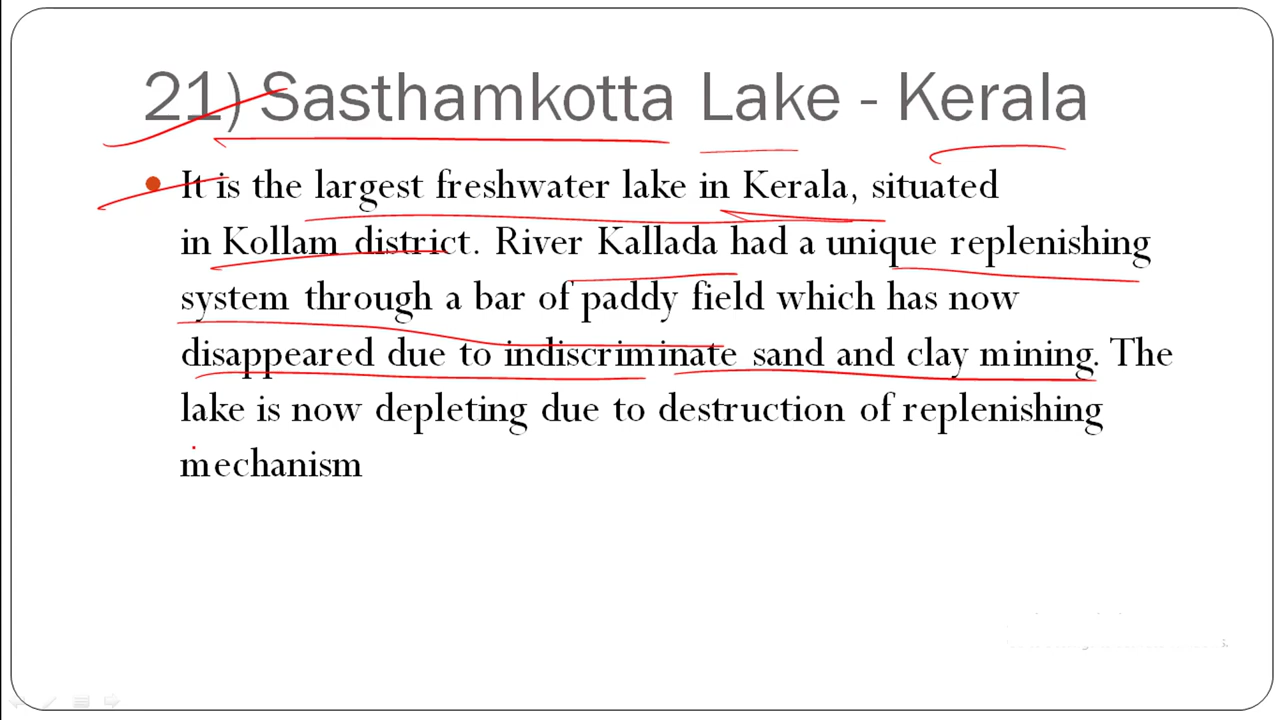 21) Sasthamkotta Lake - Kerala
It is the largest freshwater lake in Kerala, situated
in Kollam district. River Kallada had a unique replenishing
system through a bar of paddy field which has now
disappeared due to indiscriminate sand and clay mining. The
lake is now depleting due to destruction of replenishing
mechanism